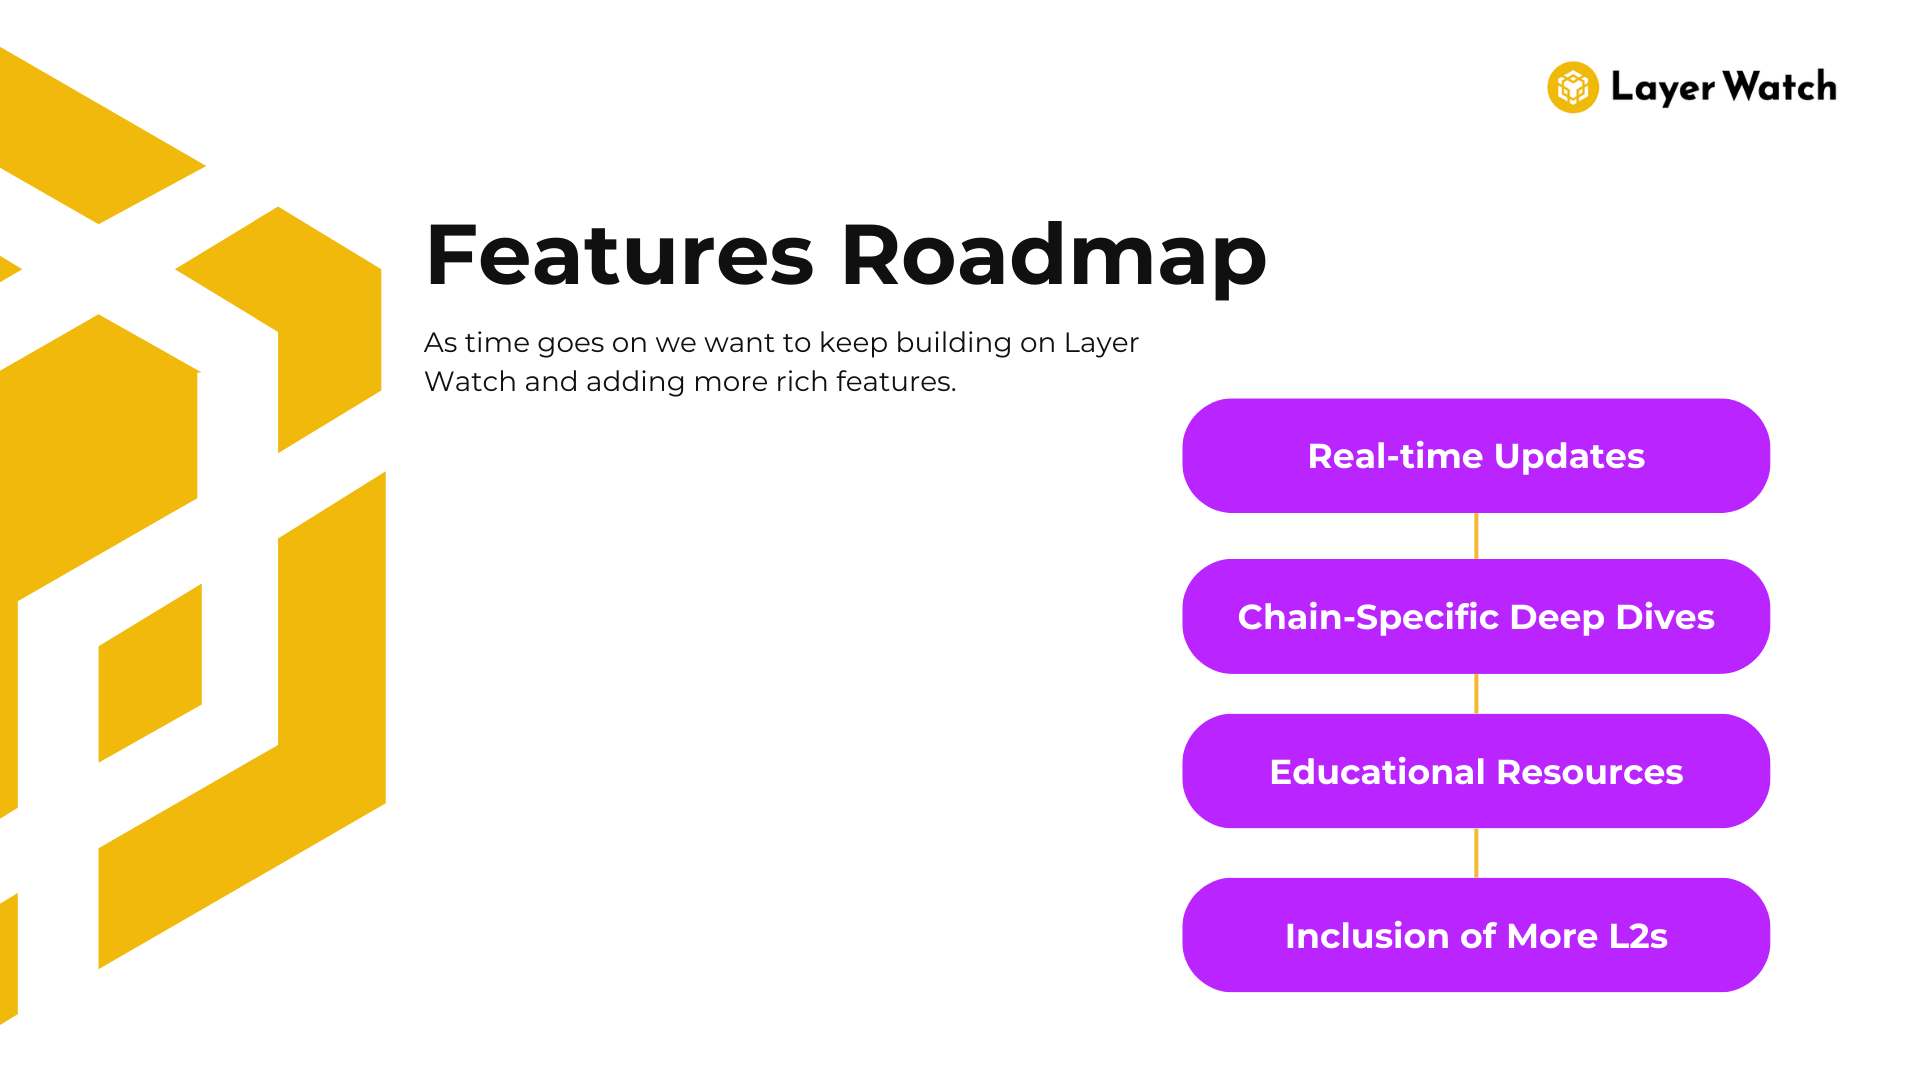 Layer Watch
Features Roadmap
As time goes on we want to keep building on Layer
Watch and adding more rich features.
Real-time Updates
Chain-Specific Deep Dives
Educational Resources
Inclusion of More L2s